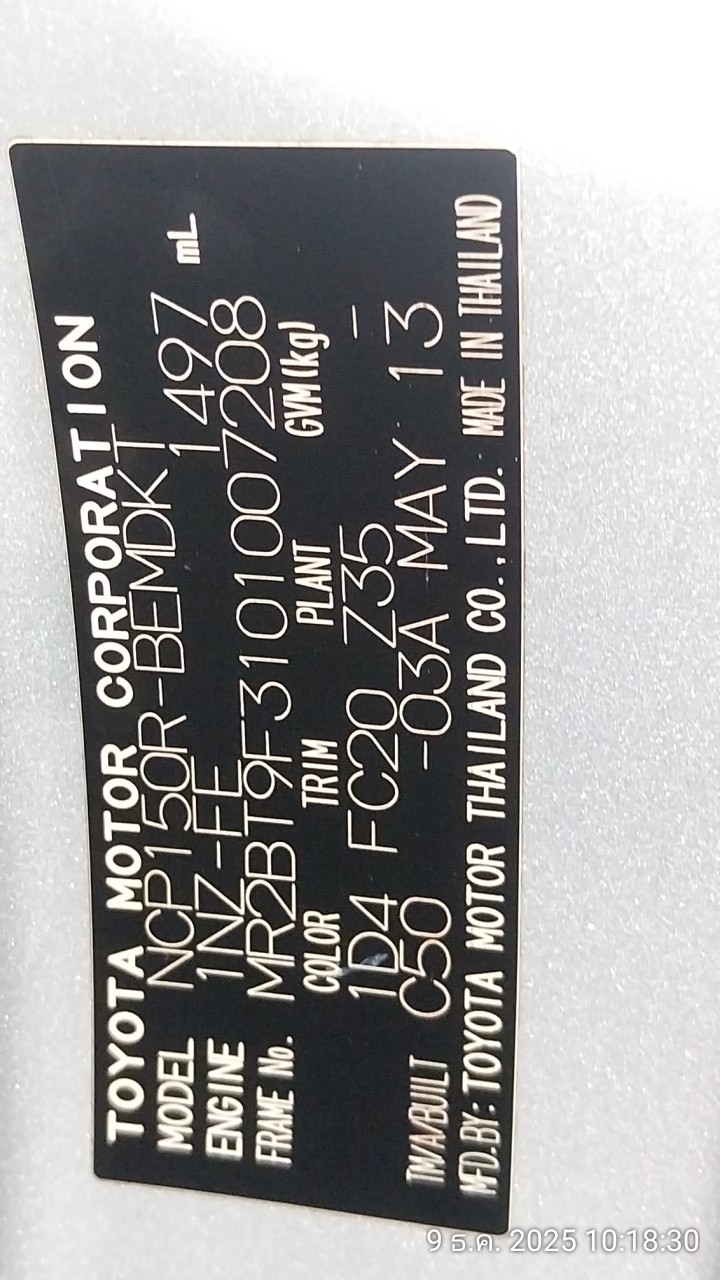 TOYOTA MOTOR CORPORATION
MODEL NCP150R-BEMDKT
ENGINE 1NZ-FE 1497 mL
FRAME No. MR2BT9F3101007208
COLOR TRIM PLANT GVM(kg)
1D4 FC20 Z35 -
TM/A/BUILT C50 -03A MAY 13
MFD.BY: TOYOTA MOTOR THAILAND CO., LTD. MADE IN THAILAND
9 ธ.ค. 2025 10:18:30